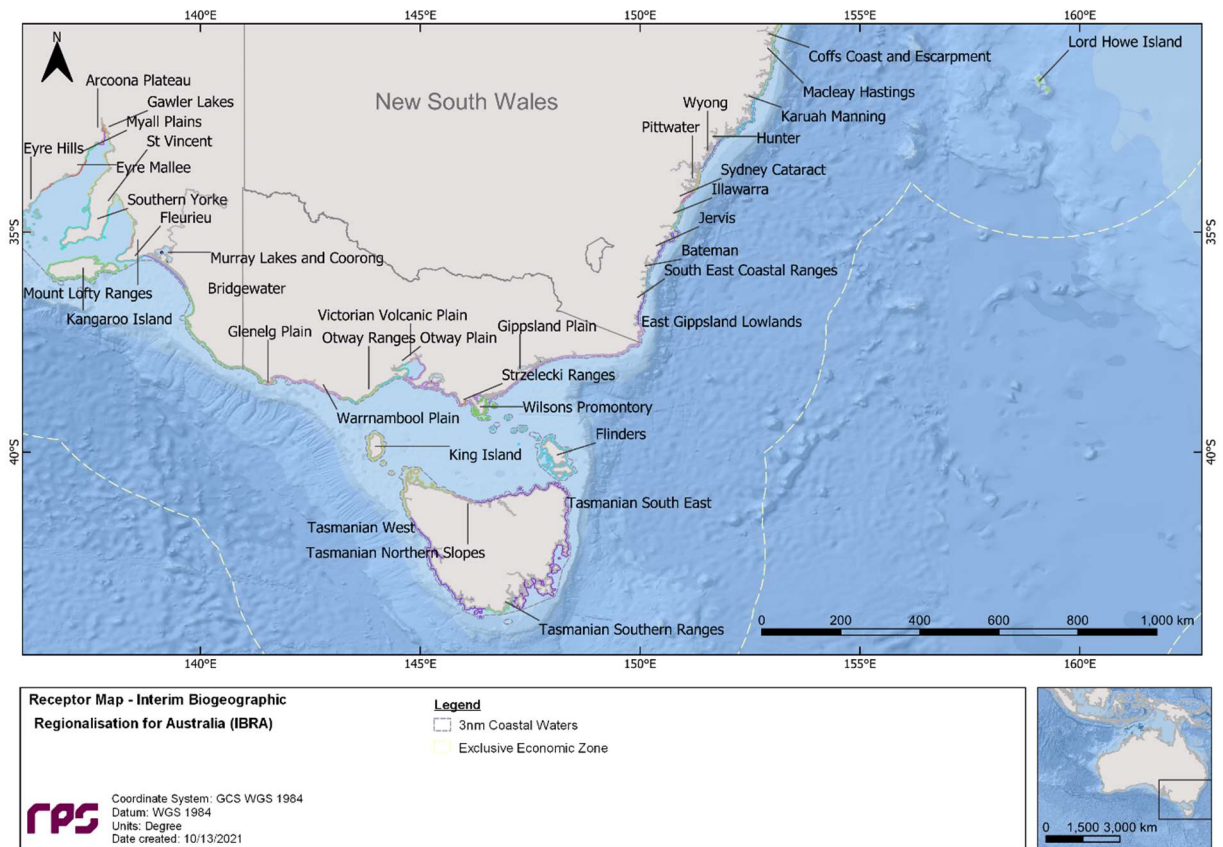 140°E 145°E 150°E 155°E 160°E
N
Lord Howe Island
Coffs Coast and Escarpment
Arcoona Plateau
Macleay Hastings
Gawler Lakes
New South Wales
Wyong
Karuah Manning
Myall Plains
Pittwater
Hunter
St Vincent
Eyre Hills
Eyre Mallee
Sydney Cataract
Illawarra
Southern Yorke
Fleurieu
Jervis
35°S 35°S
Bateman
Murray Lakes and Coorong
South East Coastal Ranges
Mount Lofty Ranges
Bridgewater
Kangaroo Island
Victorian Volcanic Plain
East Gippsland Lowlands
Glenelg Plain
Gippsland Plain
Otway Ranges Otway Plain
Strzelecki Ranges
Warrnambool Plain
Wilsons Promontory
Flinders
40°S 40°S
King Island
Tasmanian South East
Tasmanian West
Tasmanian Northern Slopes
Tasmanian Southern Ranges
0 200 400 600 800 1,000 km
140°E 145°E 150°E 155°E 160°E
Receptor Map - Interim Biogeographic
Regionalisation for Australia (IBRA)
Legend
3nm Coastal Waters
Exclusive Economic Zone
rps
Coordinate System: GCS WGS 1984
Datum: WGS 1984
Units: Degree
Date created: 10/13/2021
0 1,500 3,000 km